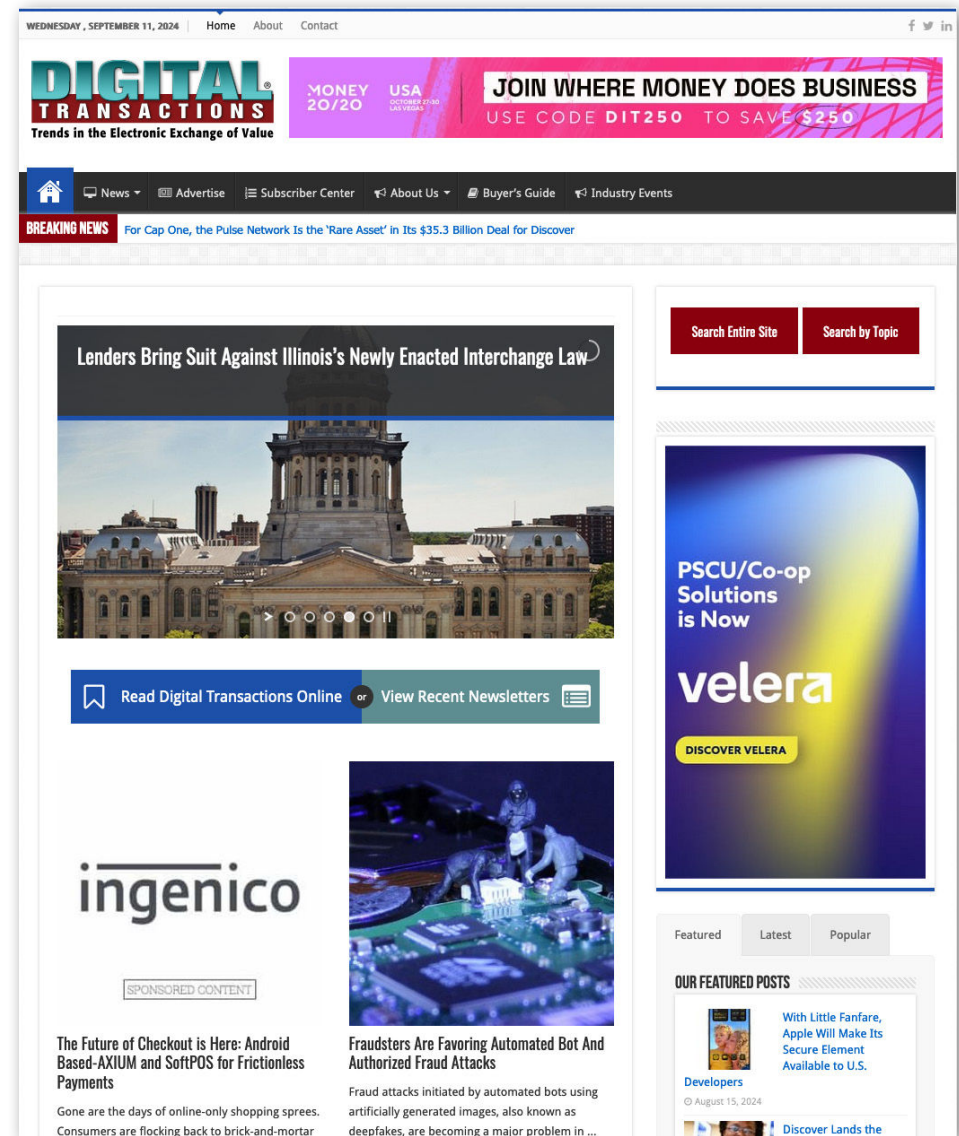 WEDNESDAY , SEPTEMBER 11, 2024
Home About Contact
DIGITAL®
TRANSACTIONS
Trends in the Electronic Exchange of Value
MONEY USA
20/20 OCTOBER 27-30
LAS VEGAS
JOIN WHERE MONEY DOES BUSINESS
USE CODE DIT250 TO SAVE $250
News Advertise Subscriber Center About Us Buyer's Guide Industry Events
BREAKING NEWS For Cap One, the Pulse Network Is the ‘Rare Asset’ in Its $35.3 Billion Deal for Discover
Lenders Bring Suit Against Illinois’s Newly Enacted Interchange Law
Search Entire Site Search by Topic
PSCU/Co-op
Solutions
is Now
velera
DISCOVER VELERA
Read Digital Transactions Online or View Recent Newsletters
ingenico
SPONSORED CONTENT
The Future of Checkout is Here: Android
Based-AXIUM and SoftPOS for Frictionless
Payments
Gone are the days of online-only shopping sprees.
Consumers are flocking back to brick-and-mortar
Fraudsters Are Favoring Automated Bot And
Authorized Fraud Attacks
Fraud attacks initiated by automated bots using
artificially generated images, also known as
deepfakes, are becoming a major problem in ...
Featured Latest Popular
OUR FEATURED POSTS
With Little Fanfare,
Apple Will Make Its
Secure Element
Available to U.S.
Developers
August 15, 2024
Discover Lands the